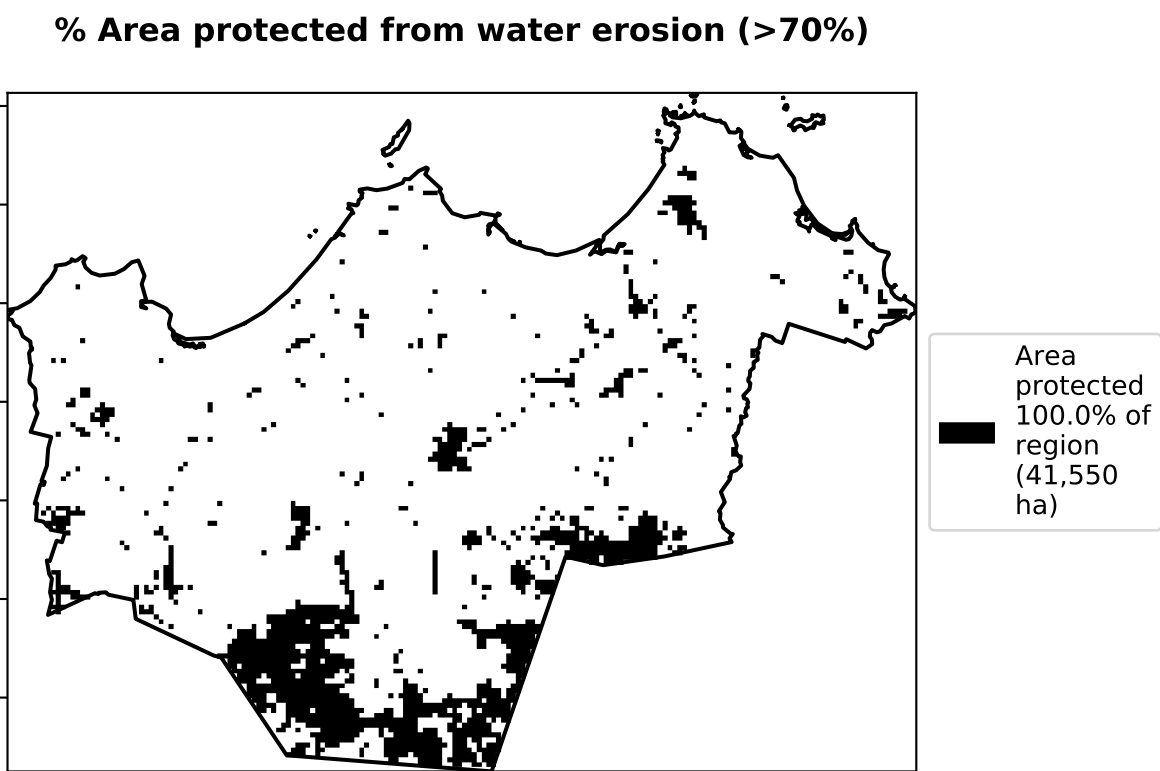 % Area protected from water erosion (>70%)
Area
protected
100.0% of
region
(41,550
ha)